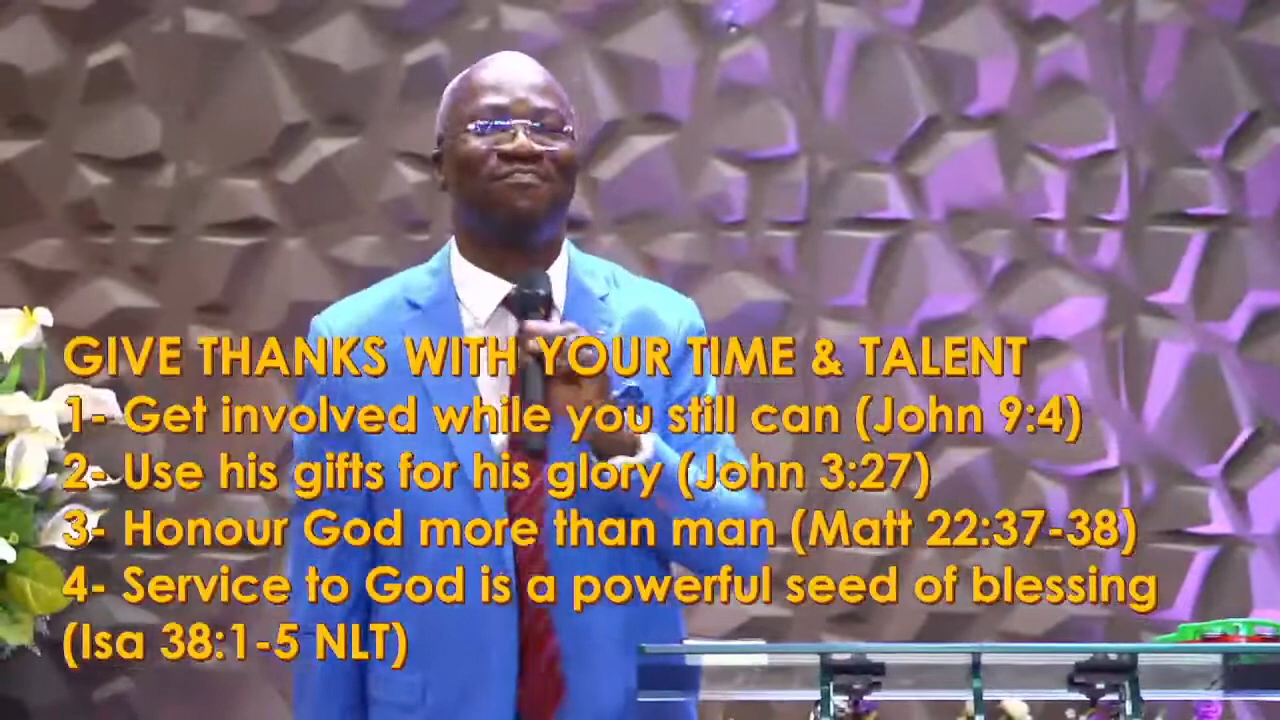 GIVE THANKS WITH YOUR TIME & TALENT
1- Get involved while you still can (John 9:4)
2- Use his gifts for his glory (John 3:27)
3- Honour God more than man (Matt 22:37-38)
4- Service to God is a powerful seed of blessing
(Isa 38:1-5 NLT)